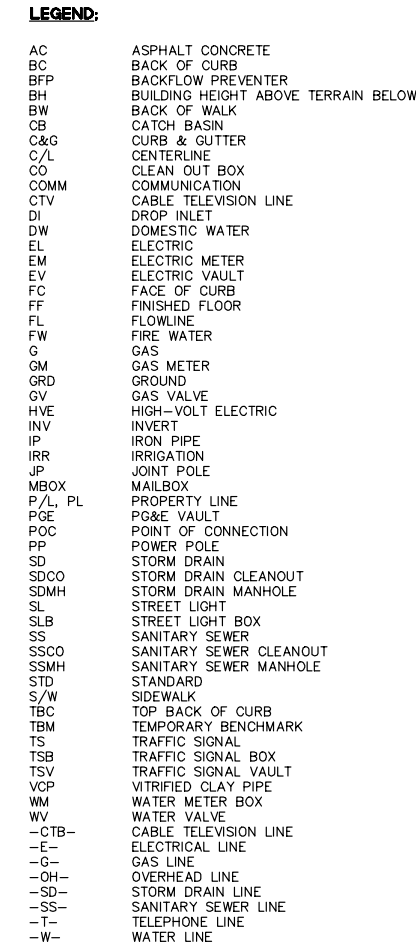 LEGEND:
AC ASPHALT CONCRETE
BC BACK OF CURB
BFP BACKFLOW PREVENTER
BH BUILDING HEIGHT ABOVE TERRAIN BELOW
BW BACK OF WALK
CB CATCH BASIN
C&G CURB & GUTTER
C/L CENTERLINE
CO CLEAN OUT BOX
COMM COMMUNICATION
CTV CABLE TELEVISION LINE
DI DROP INLET
DW DOMESTIC WATER
EL ELECTRIC
EM ELECTRIC METER
EV ELECTRIC VAULT
FC FACE OF CURB
FF FINISHED FLOOR
FL FLOWLINE
FW FIRE WATER
G GAS
GM GAS METER
GRD GROUND
GV GAS VALVE
HVE HIGH-VOLT ELECTRIC
INV INVERT
IP IRON PIPE
IRR IRRIGATION
JP JOINT POLE
MBOX MAILBOX
P/L, PL PROPERTY LINE
PGE PG&E VAULT
POC POINT OF CONNECTION
PP POWER POLE
SD STORM DRAIN
SDCO STORM DRAIN CLEANOUT
SDMH STORM DRAIN MANHOLE
SL STREET LIGHT
SLB STREET LIGHT BOX
SS SANITARY SEWER
SSCO SANITARY SEWER CLEANOUT
SSMH SANITARY SEWER MANHOLE
STD STANDARD
S/W SIDEWALK
TBC TOP BACK OF CURB
TBM TEMPORARY BENCHMARK
TS TRAFFIC SIGNAL
TSB TRAFFIC SIGNAL BOX
TSV TRAFFIC SIGNAL VAULT
VCP VITRIFIED CLAY PIPE
WM WATER METER BOX
WV WATER VALVE
-CTB- CABLE TELEVISION LINE
-E- ELECTRICAL LINE
-G- GAS LINE
-OH- OVERHEAD LINE
-SD- STORM DRAIN LINE
-SS- SANITARY SEWER LINE
-T- TELEPHONE LINE
-W- WATER LINE